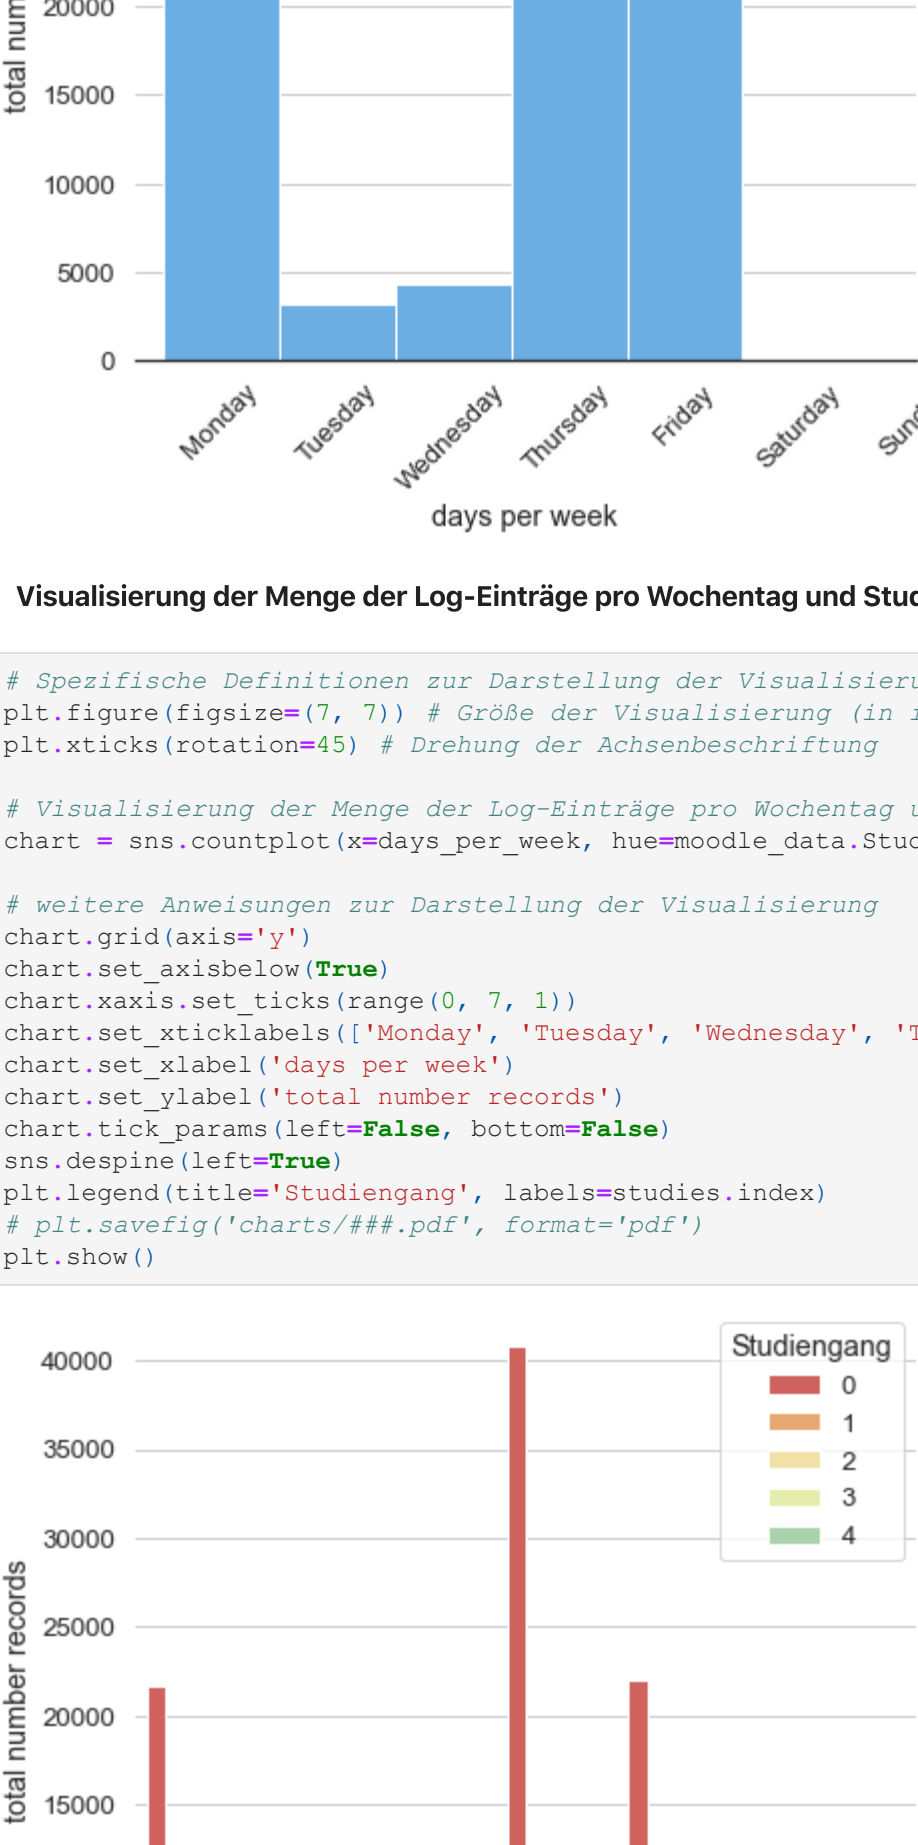 20000
total num
15000
10000
5000
0
Monday
Tuesday
Wednesday
Thursday
Friday
Saturday
Sund
days per week
Visualisierung der Menge der Log-Einträge pro Wochentag und Stud
# Spezifische Definitionen zur Darstellung der Visualisieru
plt.figure(figsize=(7, 7)) # Größe der Visualisierung (in i
plt.xticks(rotation=45) # Drehung der Achsenbeschriftung
# Visualisierung der Menge der Log-Einträge pro Wochentag u
chart = sns.countplot(x=days_per_week, hue=moodle_data.Stud
# weitere Anweisungen zur Darstellung der Visualisierung
chart.grid(axis='y')
chart.set_axisbelow(True)
chart.xaxis.set_ticks(range(0, 7, 1))
chart.set_xticklabels(['Monday', 'Tuesday', 'Wednesday', 'T
chart.set_xlabel('days per week')
chart.set_ylabel('total number records')
chart.tick_params(left=False, bottom=False)
sns.despine(left=True)
plt.legend(title='Studiengang', labels=studies.index)
# plt.savefig('charts/###.pdf', format='pdf')
plt.show()
Studiengang
0
1
2
3
4
40000
35000
30000
25000
20000
15000
total number records